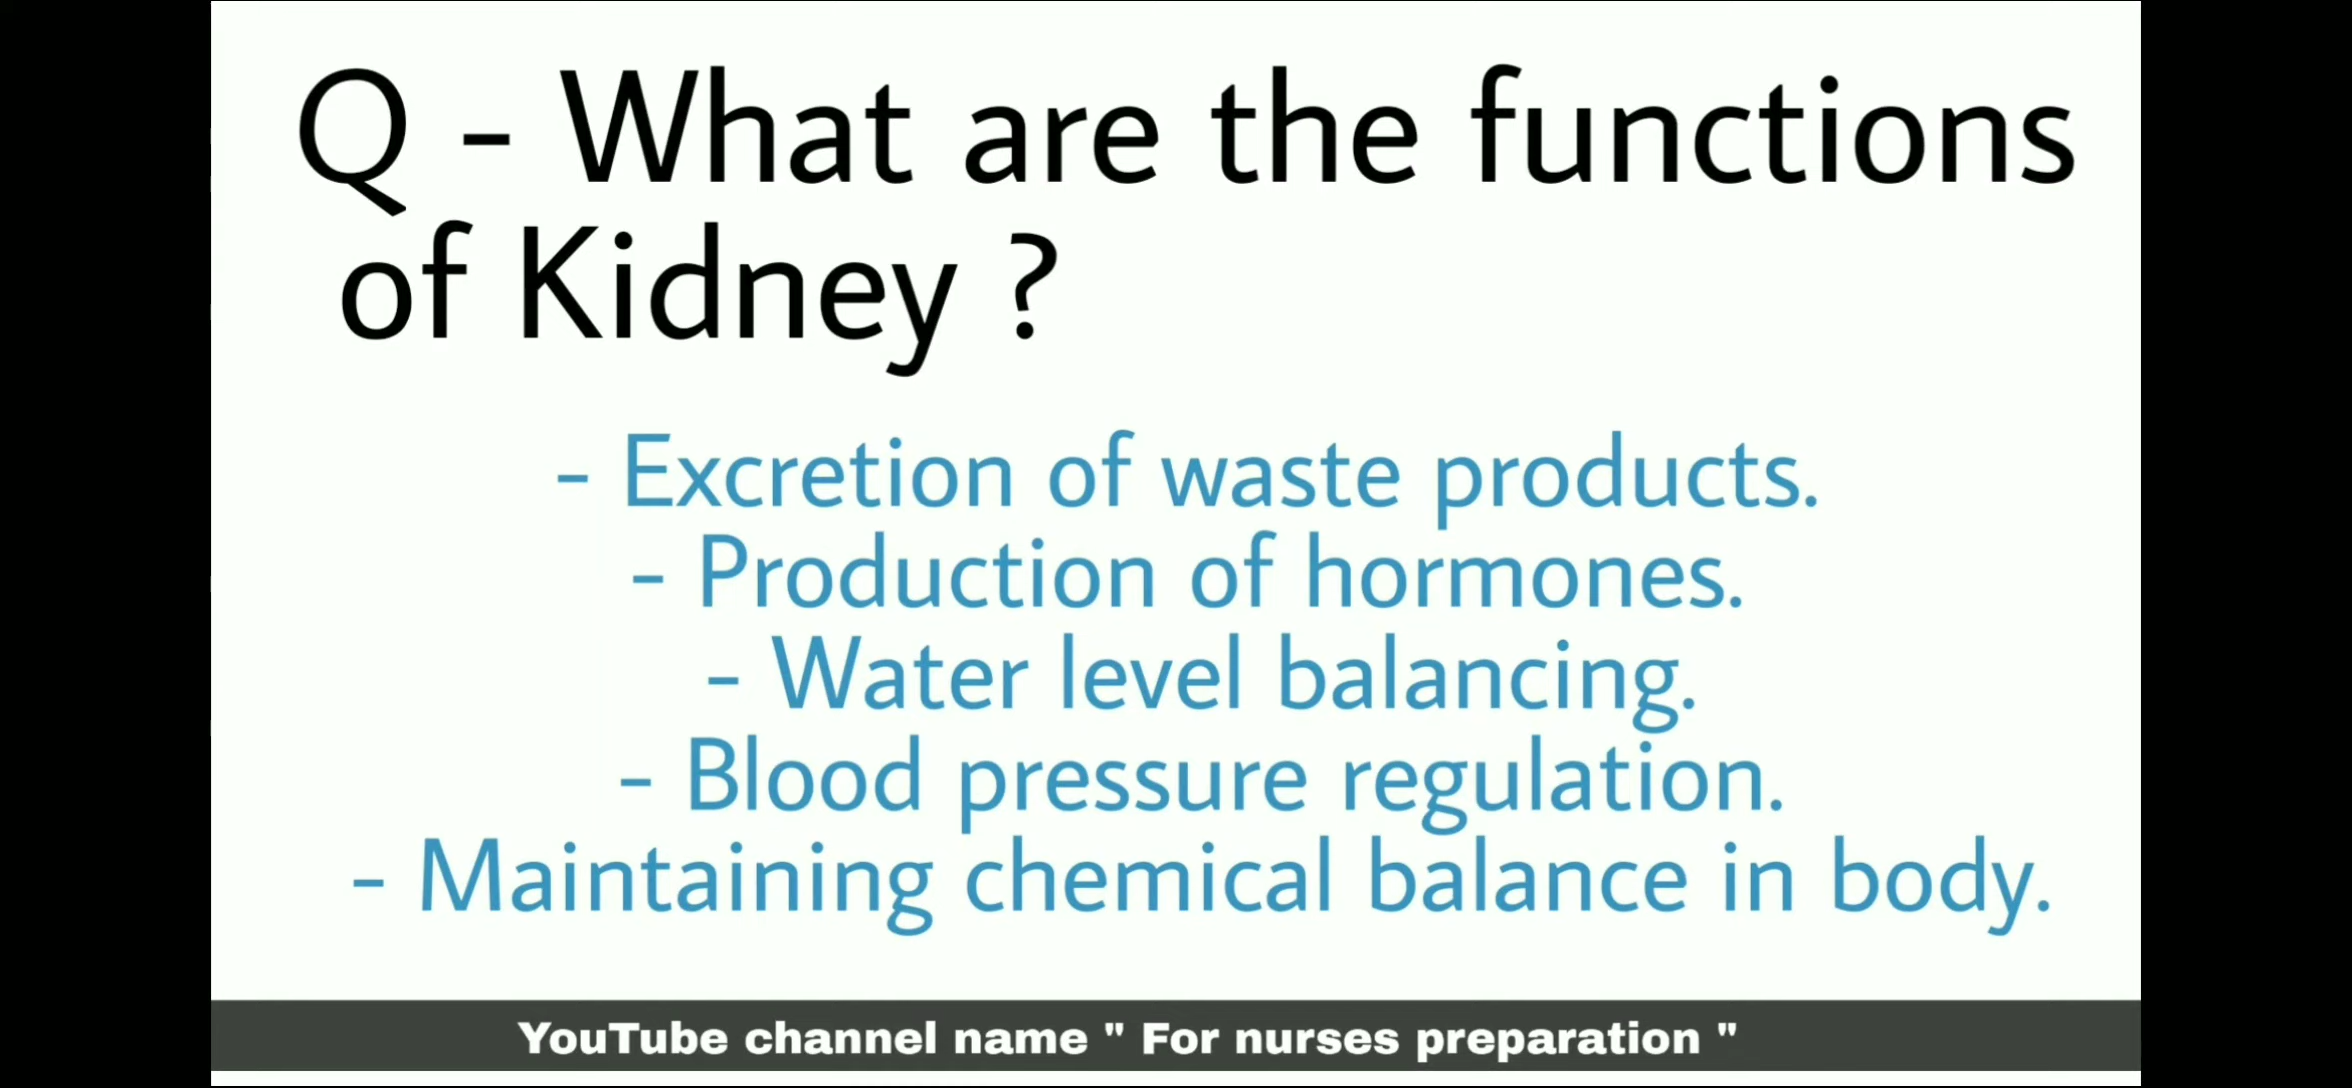 Q - What are the functions
of Kidney ?
- Excretion of waste products.
- Production of hormones.
- Water level balancing.
- Blood pressure regulation.
- Maintaining chemical balance in body.
YouTube channel name " For nurses preparation "